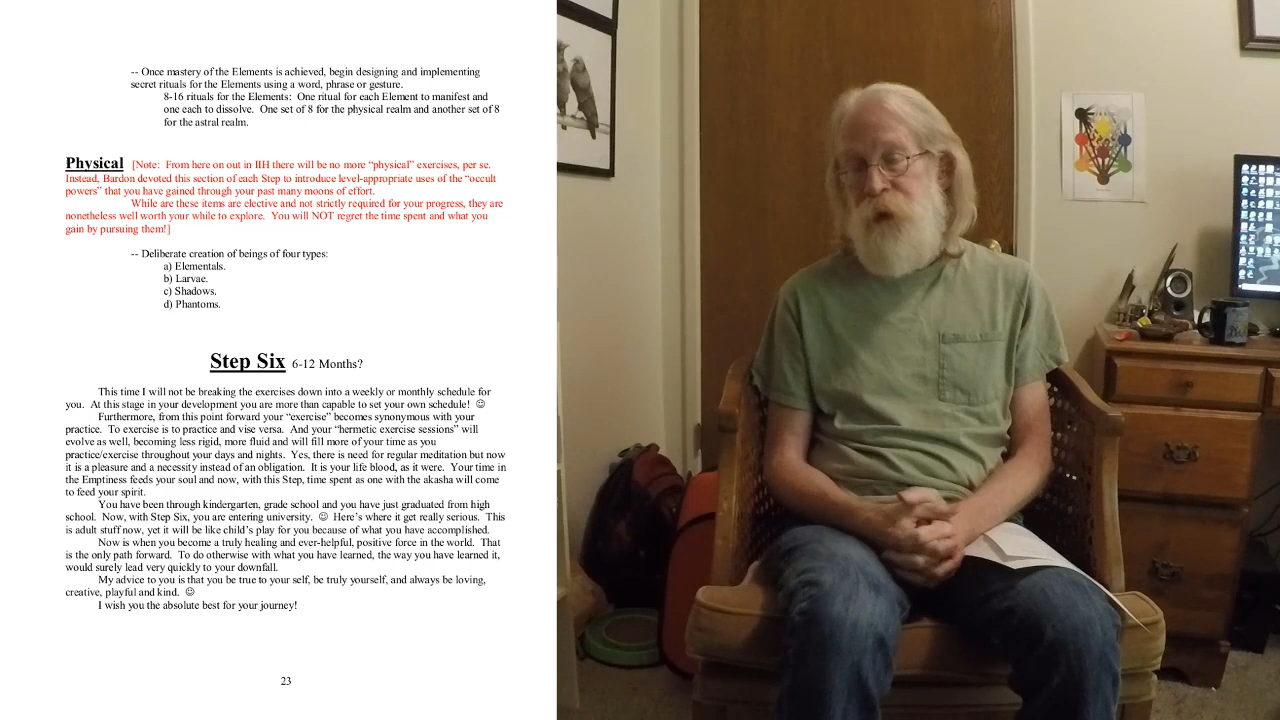 -- Once mastery of the Elements is achieved, begin designing and implementing
secret rituals for the Elements using a word, phrase or gesture.
8-16 rituals for the Elements:  One ritual for each Element to manifest and
one each to dissolve.  One set of 8 for the physical realm and another set of 8
for the astral realm.
Physical  [Note:  From here on out in IIH there will be no more “physical” exercises, per se.
Instead, Bardon devoted this section of each Step to introduce level-appropriate uses of the “occult
powers” that you have gained through your past many moons of effort.
While are these items are elective and not strictly required for your progress, they are
nonetheless well worth your while to explore.  You will NOT regret the time spent and what you
gain by pursuing them!]
-- Deliberate creation of beings of four types:
a) Elementals.
b) Larvae.
c) Shadows.
d) Phantoms.
Step Six  6-12 Months?
This time I will not be breaking the exercises down into a weekly or monthly schedule for
you.  At this stage in your development you are more than capable to set your own schedule!  ☺
Furthermore, from this point forward your “exercise” becomes synonymous with your
practice.  To exercise is to practice and vise versa.  And your “hermetic exercise sessions” will
evolve as well, becoming less rigid, more fluid and will fill more of your time as you
practice/exercise throughout your days and nights.  Yes, there is need for regular meditation but now
it is a pleasure and a necessity instead of an obligation.  It is your life blood, as it were.  Your time in
the Emptiness feeds your soul and now, with this Step, time spent as one with the akasha will come
to feed your spirit.
You have been through kindergarten, grade school and you have just graduated from high
school.  Now, with Step Six, you are entering university.  ☺  Here’s where it get really serious.  This
is adult stuff now, yet it will be like child’s play for you because of what you have accomplished.
Now is when you become a truly healing and ever-helpful, positive force in the world.  That
is the only path forward.  To do otherwise with what you have learned, the way you have learned it,
would surely lead very quickly to your downfall.
My advice to you is that you be true to your self, be truly yourself, and always be loving,
creative, playful and kind.  ☺
I wish you the absolute best for your journey!
23